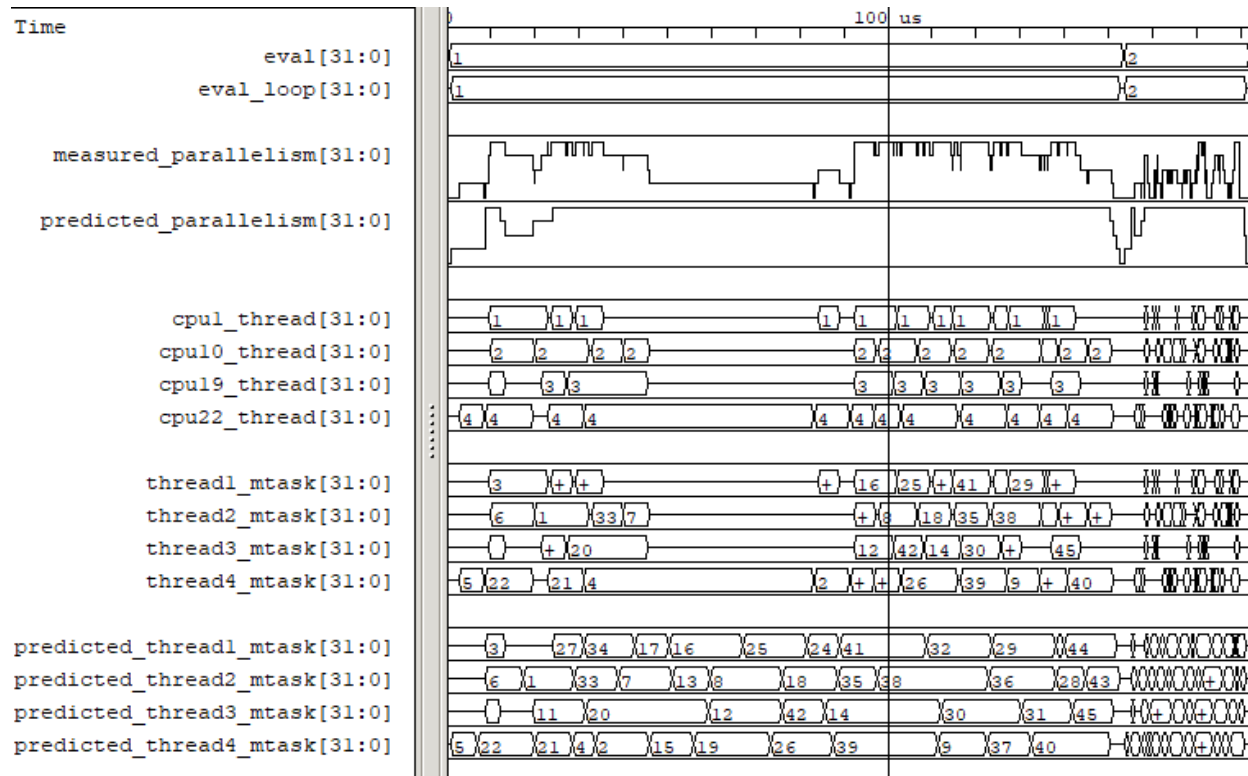 0 100 us
Time
eval[31:0] 1 2
eval_loop[31:0] 1 2
measured_parallelism[31:0]
predicted_parallelism[31:0]
cpu1_thread[31:0] 1 1 1 1 1 1 1 1 1 1
cpu10_thread[31:0] 2 2 2 2 2 2 2 2 2 2 2
cpu19_thread[31:0] 3 3 3 3 3 3 3 3
cpu22_thread[31:0] 4 4 4 4 4 4 4 4 4 4 4 4
thread1_mtask[31:0] 3 + + + 16 25 + 41 29 +
thread2_mtask[31:0] 6 1 33 7 + 8 18 35 38 + +
thread3_mtask[31:0] + 20 12 42 14 30 + 45
thread4_mtask[31:0] 5 22 21 4 2 + + 26 39 9 + 40
predicted_thread1_mtask[31:0] 3 27 34 17 16 25 24 41 32 29 44
predicted_thread2_mtask[31:0] 6 1 33 7 13 8 18 35 38 36 28 43 +
predicted_thread3_mtask[31:0] 11 20 12 42 14 30 31 45 + +
predicted_thread4_mtask[31:0] 5 22 21 4 2 15 19 26 39 9 37 40 +